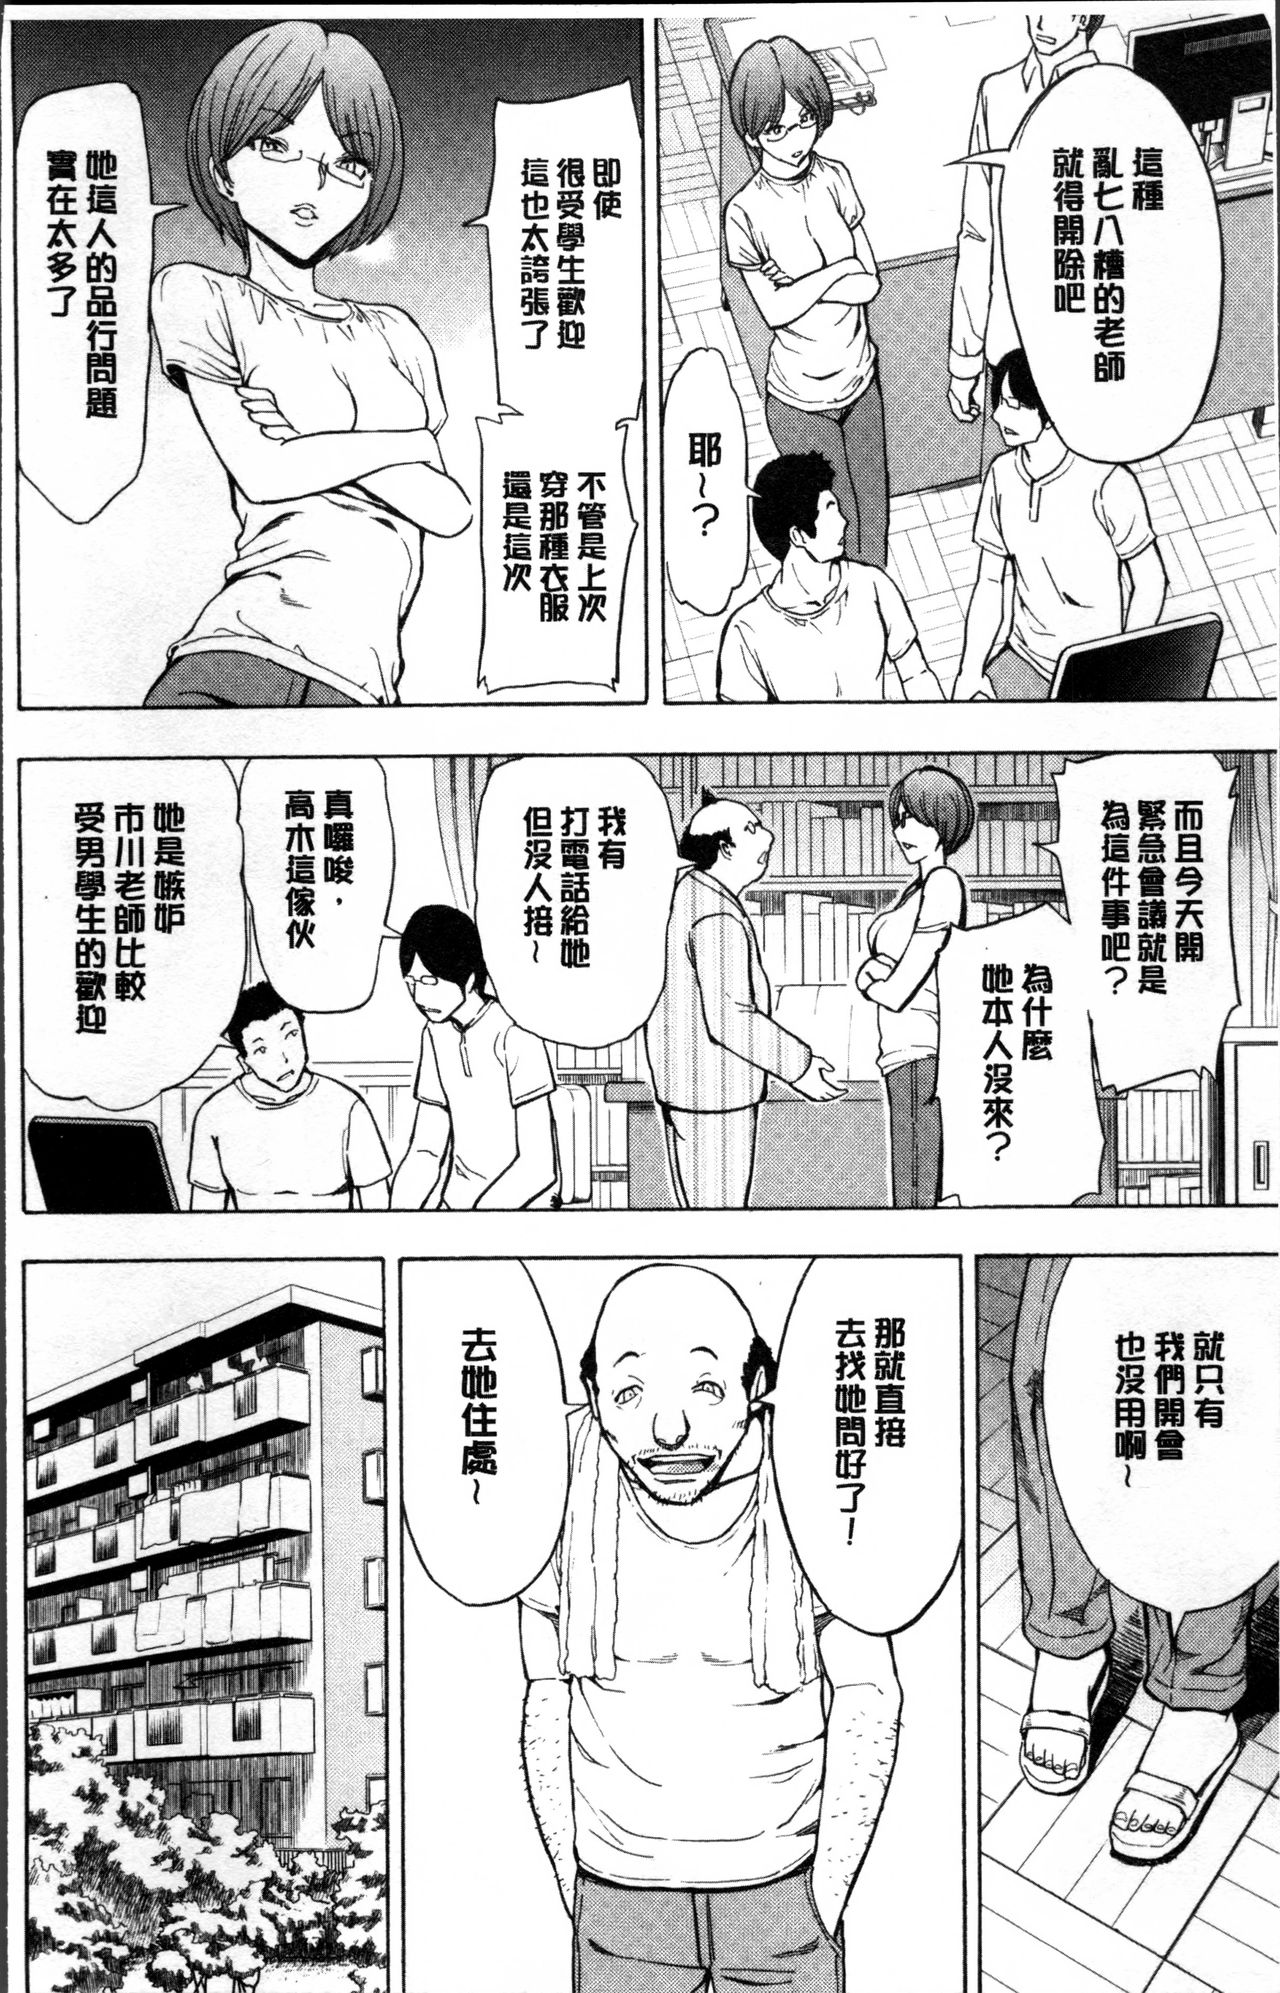 這種
亂七八糟的老師
就得開除吧
耶～？
即使
很受學生歡迎
這也太誇張了
不管是上次
穿那種衣服
還是這次
她這人的品行問題
實在太多了
而且今天開
緊急會議就是
為這件事吧？
為什麼
她本人沒來？
我有
打電話給她
但沒人接～
真囉唆，
高木這傢伙
她是嫉妒
市川老師比較
受男學生的歡迎
就只有
我們開會
也沒用啊～
那就直接
去找她問好了！
去她住處～